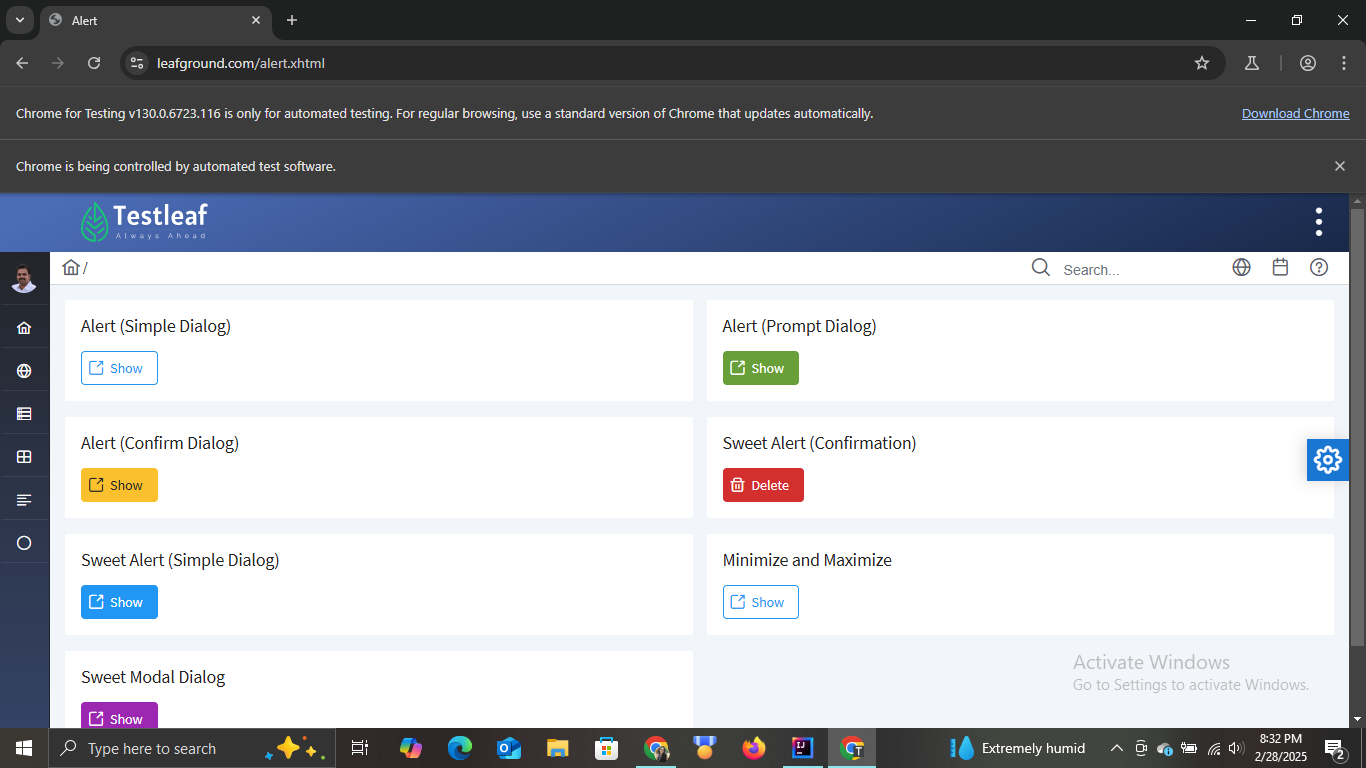 Alert
leafground.com/alert.xhtml
Chrome for Testing v130.0.6723.116 is only for automated testing. For regular browsing, use a standard version of Chrome that updates automatically.
Download Chrome
Chrome is being controlled by automated test software.
Testleaf
Always Ahead
/
Search...
Alert (Simple Dialog)
Show
Alert (Prompt Dialog)
Show
Alert (Confirm Dialog)
Show
Sweet Alert (Confirmation)
Delete
Sweet Alert (Simple Dialog)
Show
Minimize and Maximize
Show
Sweet Modal Dialog
Show
Activate Windows
Go to Settings to activate Windows.
Type here to search
Extremely humid
8:32 PM
2/28/2025
2